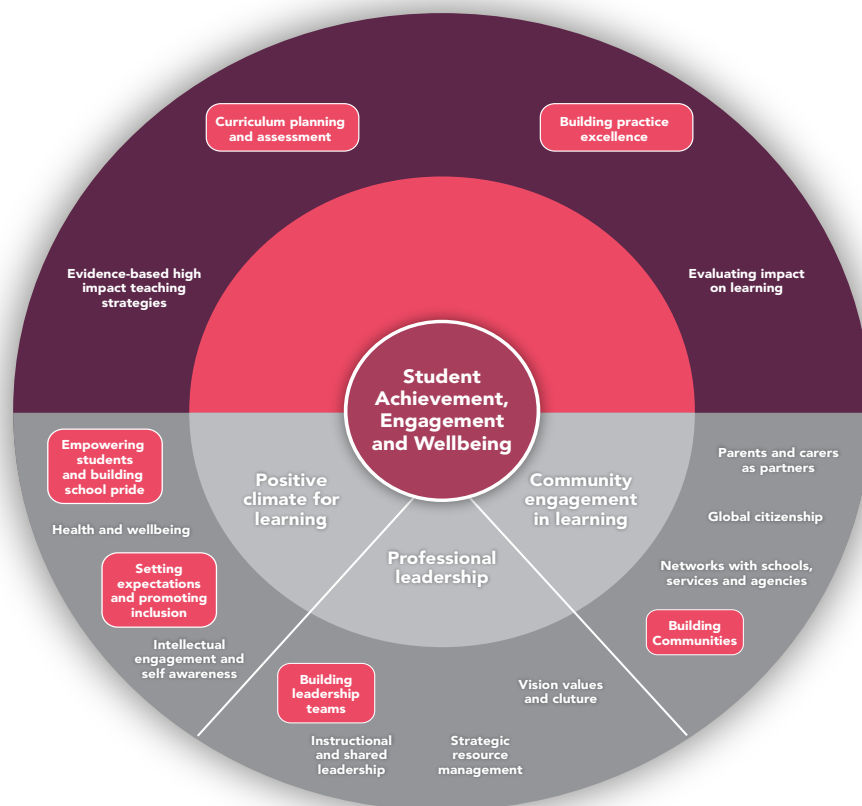 Curriculum planning
and assessment
Building practice
excellence
Evidence-based high
impact teaching
strategies
Evaluating impact
on learning
Student
Achievement,
Engagement
and Wellbeing
Empowering
students
and building
school pride
Health and wellbeing
Setting
expectations
and promoting
inclusion
Intellectual
engagement and
self awareness
Positive
climate for
learning
Professional
leadership
Community
engagement
in learning
Parents and carers
as partners
Global citizenship
Networks with schools,
services and agencies
Building
Communities
Building
leadership
teams
Instructional
and shared
leadership
Strategic
resource
management
Vision values
and cluture